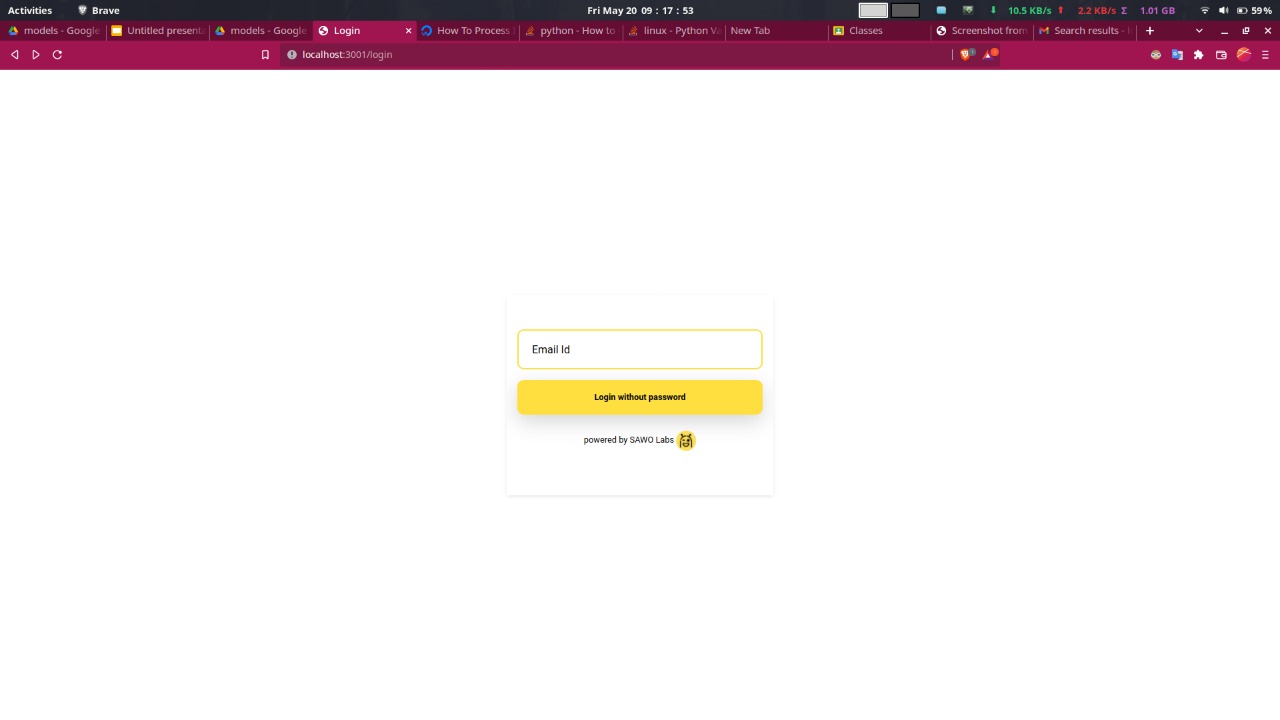 Activities Brave Fri May 20 09 : 17 : 53 10.5 KB/s 2.2 KB/s Σ 1.01 GB 59 %
models - Google Untitled present models - Google Login How To Process python - How to linux - Python Va New Tab Classes Screenshot from Search results -
localhost:3001/login
Email Id
Login without password
powered by SAWO Labs